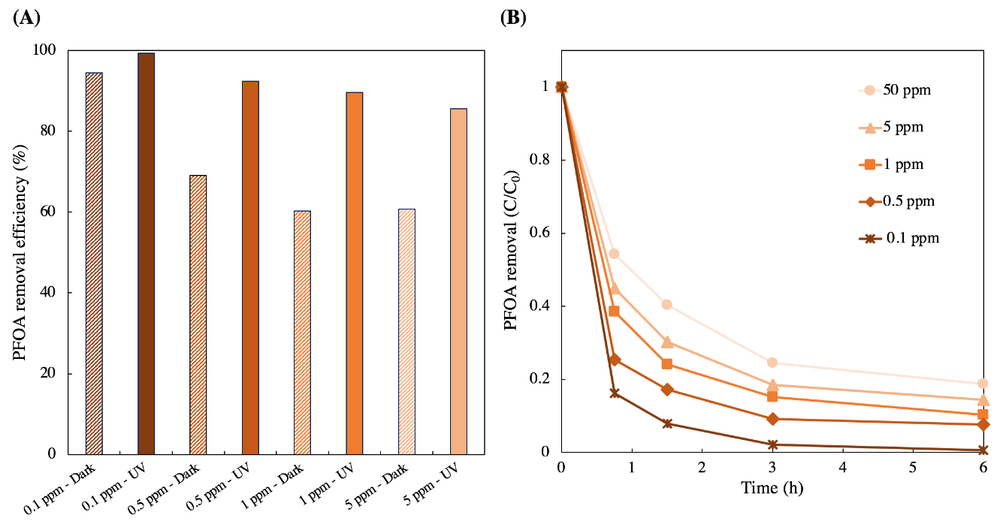 (A)
PFOA removal efficiency (%)
100
80
60
40
20
0
0.1 ppm - Dark
0.1 ppm - UV
0.5 ppm - Dark
0.5 ppm - UV
1 ppm - Dark
1 ppm - UV
5 ppm - Dark
5 ppm - UV
(B)
PFOA removal (C/C₀)
1
0.8
0.6
0.4
0.2
0
0 1 2 3 4 5 6
Time (h)
50 ppm
5 ppm
1 ppm
0.5 ppm
0.1 ppm